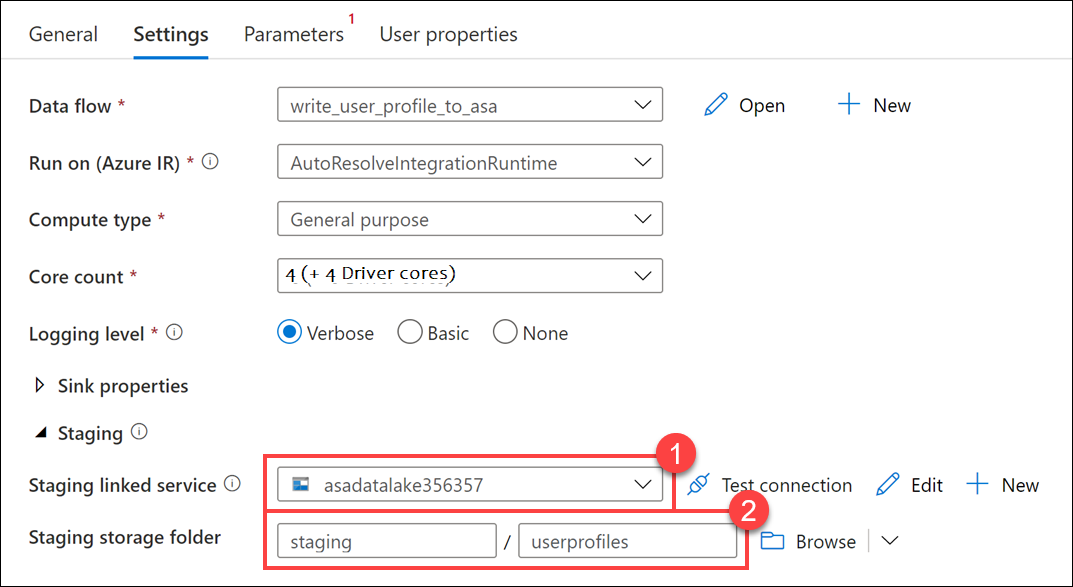 General Settings Parameters 1 User properties
Data flow * write_user_profile_to_asa Open New
Run on (Azure IR) * AutoResolveIntegrationRuntime
Compute type * General purpose
Core count * 4 (+ 4 Driver cores)
Logging level * Verbose Basic None
Sink properties
Staging
1
Staging linked service asadatalake356357 Test connection Edit New
2
Staging storage folder staging / userprofiles Browse